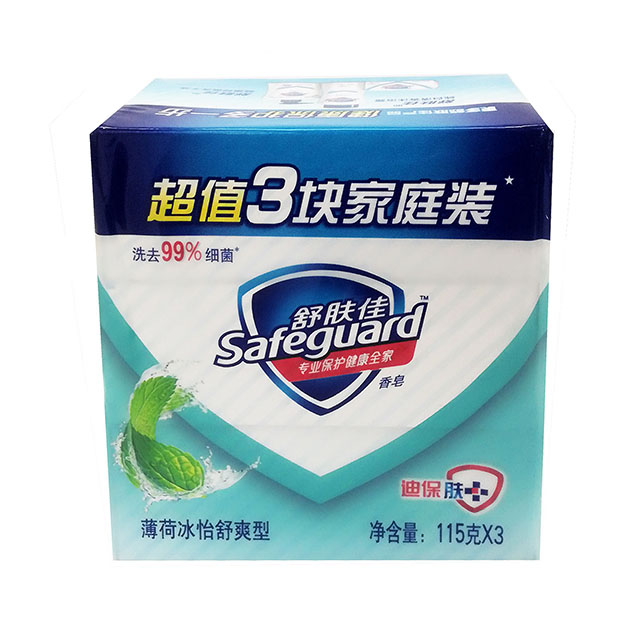 超值3块家庭装*
洗去99%细菌*
舒肤佳™
Safeguard
专业保护健康全家
香皂
迪保肤
薄荷冰怡舒爽型
净含量：115克X3